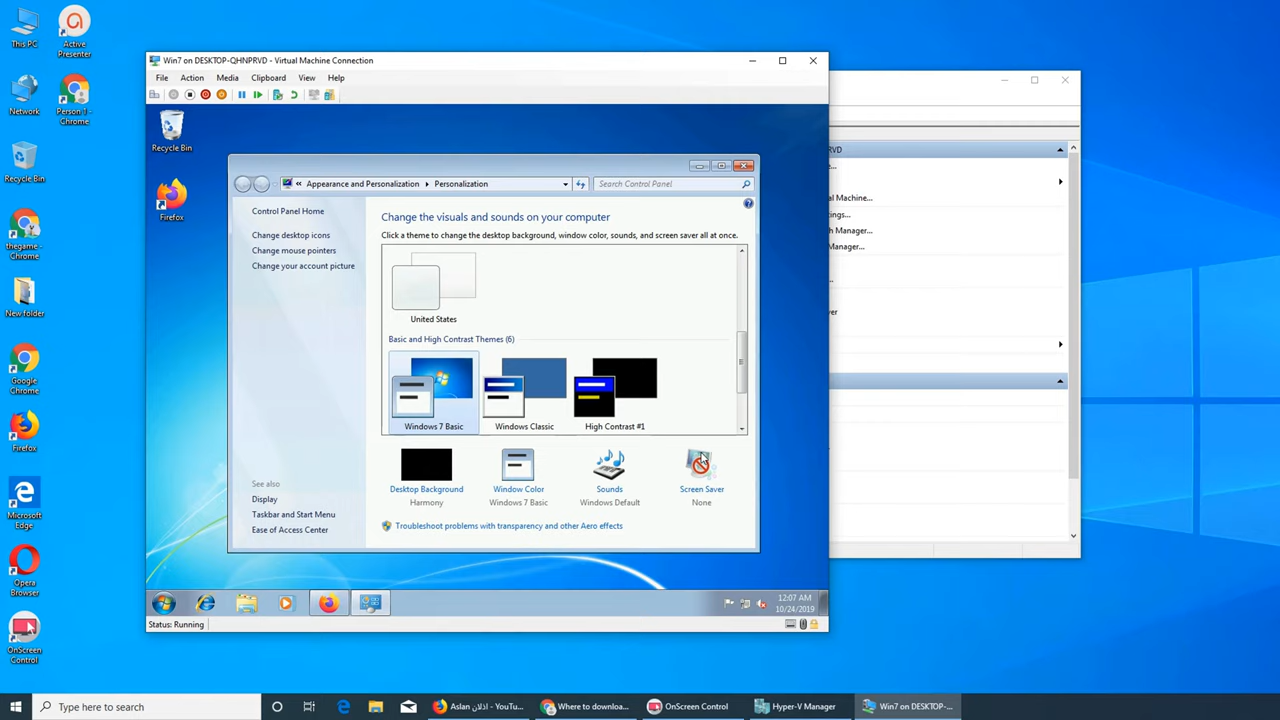 This PC
Active
Presenter
Network
Person 1 -
Chrome
Recycle Bin
thegame -
Chrome
New folder
Google
Chrome
Firefox
Microsoft
Edge
Opera
Browser
OnScreen
Control
Win7 on DESKTOP-QHNPRVD - Virtual Machine Connection
File Action Media Clipboard View Help
Recycle Bin
Firefox
« Appearance and Personalization Personalization
Search Control Panel
Control Panel Home
Change desktop icons
Change mouse pointers
Change your account picture
See also
Display
Taskbar and Start Menu
Ease of Access Center
Change the visuals and sounds on your computer
Click a theme to change the desktop background, window color, sounds, and screen saver all at once.
United States
Basic and High Contrast Themes (6)
Windows 7 Basic Windows Classic High Contrast #1
Desktop Background Window Color Sounds Screen Saver
Harmony Windows 7 Basic Windows Default None
Troubleshoot problems with transparency and other Aero effects
12:07 AM
10/24/2019
Status: Running
RVD
e...
al Machine...
ings...
h Manager...
Manager...
ver
Type here to search
Aslan اذلان - YouTu...
Where to downloa...
OnScreen Control
Hyper-V Manager
Win7 on DESKTOP-...